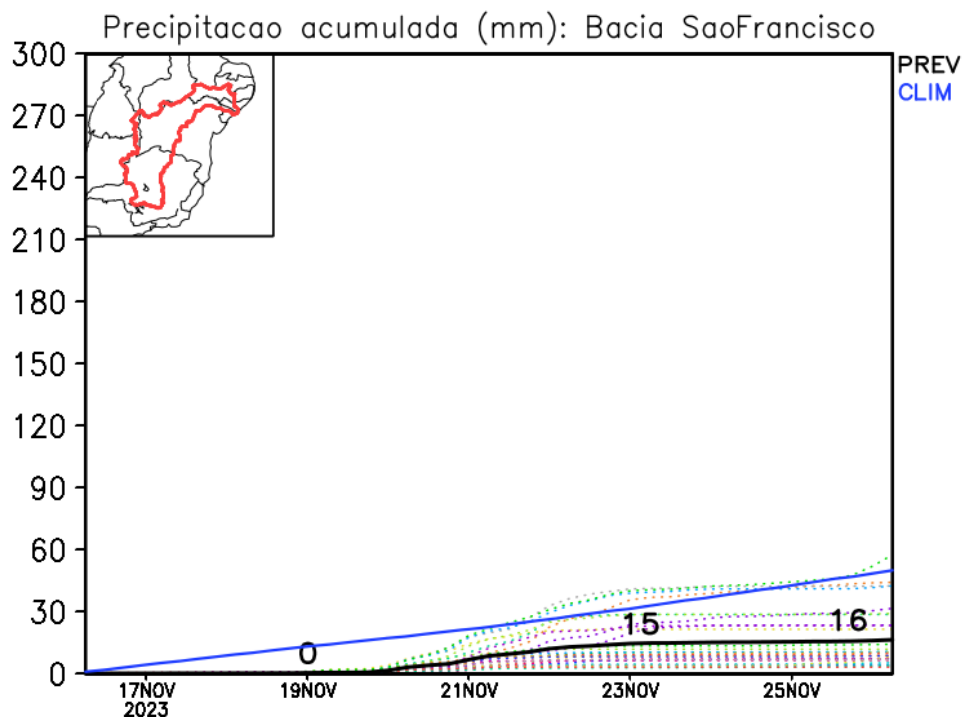 Precipitacao acumulada (mm): Bacia SaoFrancisco
PREV
CLIM
300
270
240
210
180
150
120
90
60
30
0
0
15
16
17NOV
2023
19NOV
21NOV
23NOV
25NOV